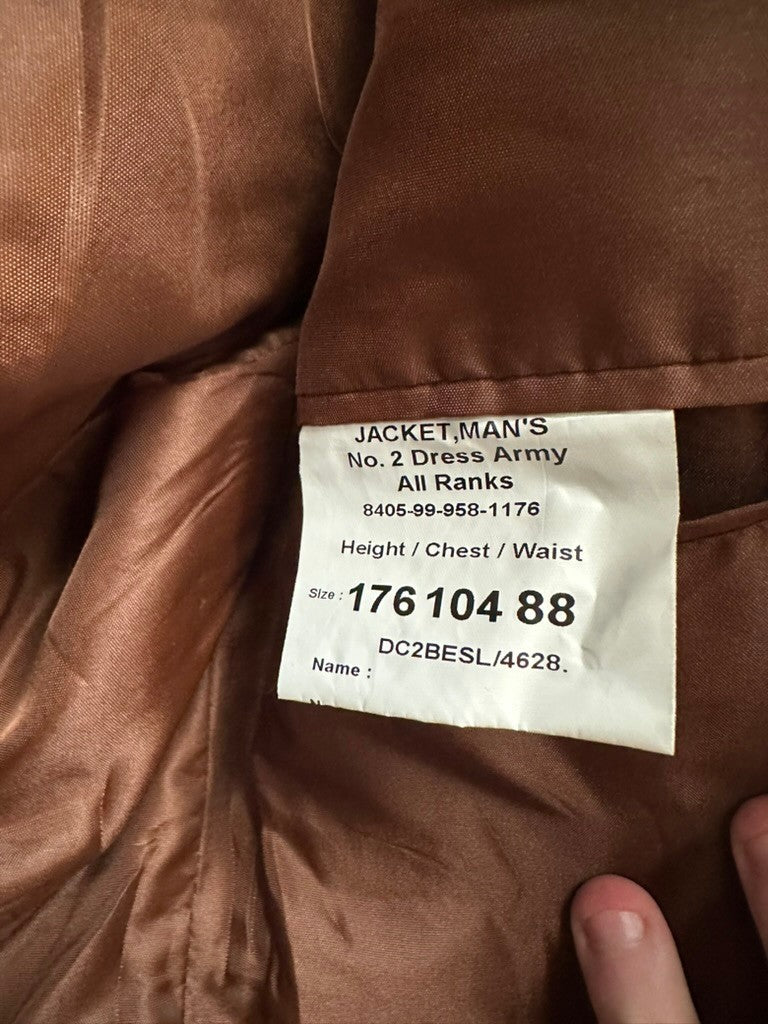 JACKET,MAN'S
No. 2 Dress Army
All Ranks
8405-99-958-1176
Height / Chest / Waist
Size : 176 104 88
DC2BESL/4628.
Name :